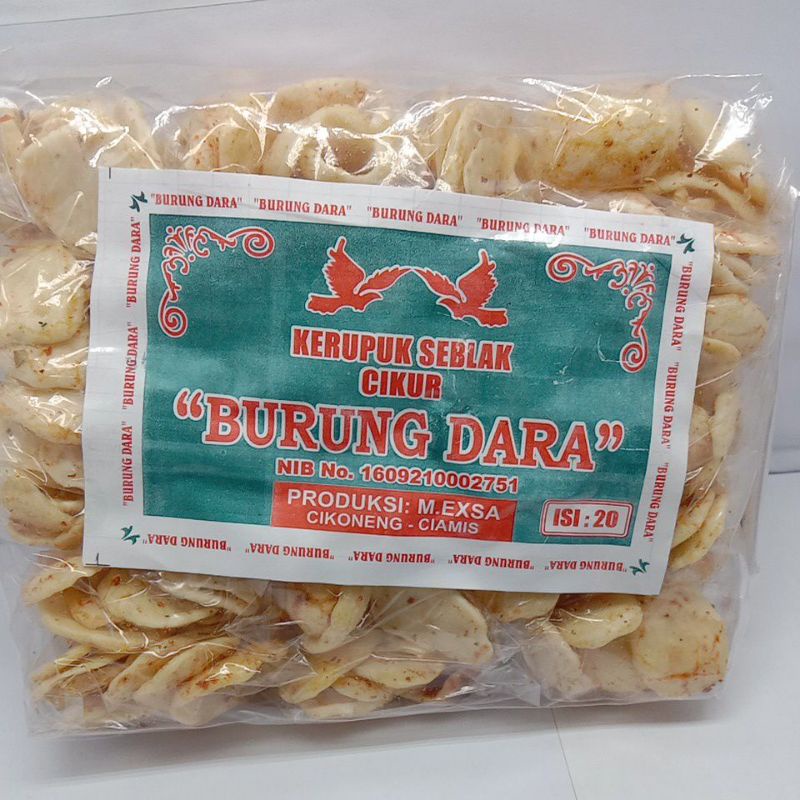 "BURUNG DARA" "BURUNG DARA" "BURUNG DARA" "BURUNG DARA" "BURUNG DARA"
"BURUNG DARA"
"BURUNG DARA"
"BURUNG DARA"
KERUPUK SEBLAK
CIKUR
"BURUNG DARA"
NIB No. 1609210002751
PRODUKSI: M.EXSA
CIKONENG - CIAMIS
ISI : 20
"BURUNG DARA"
"BURUNG DARA"
"BURUNG DARA"
"BURUNG DARA" "BURUNG DARA" "BURUNG DARA" "BURUNG DARA" "BURUNG DARA"